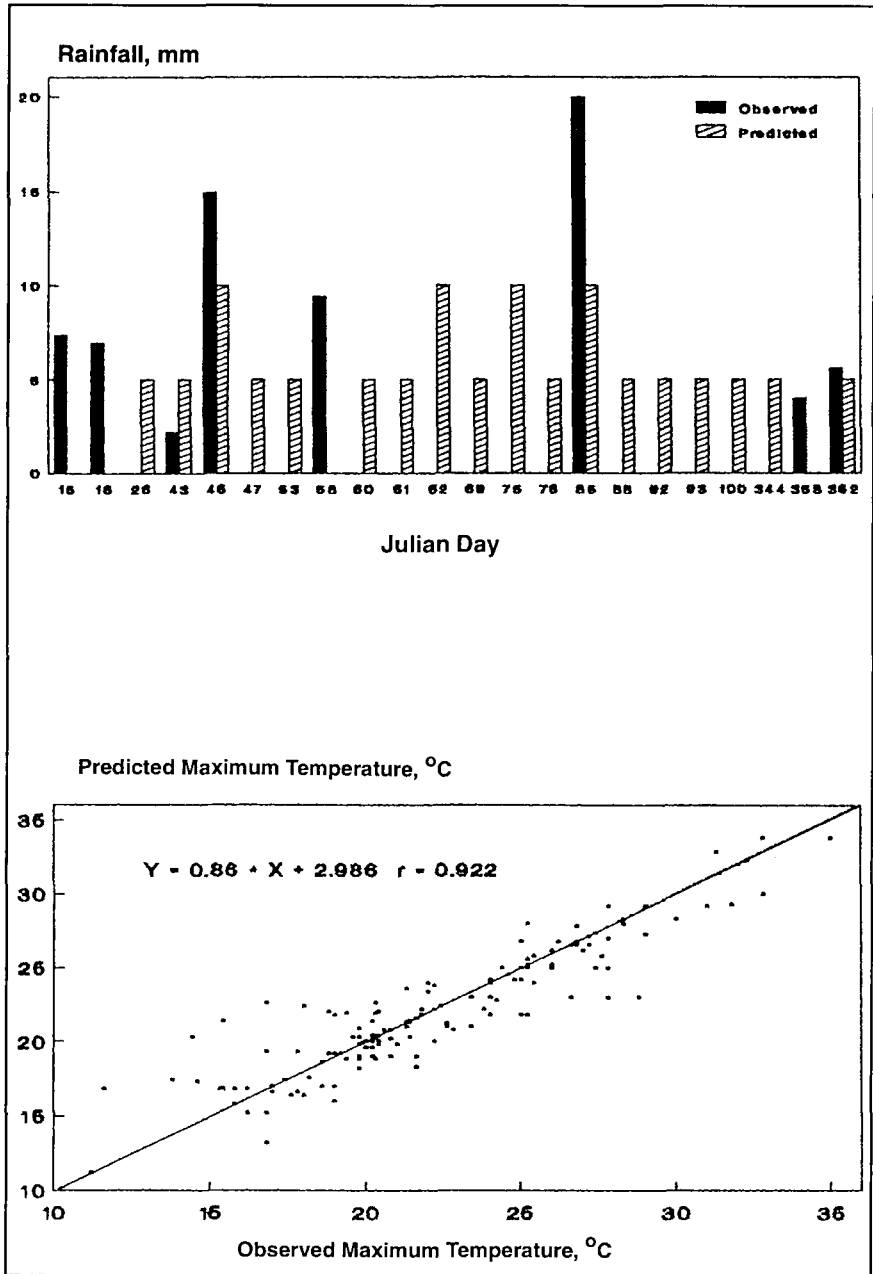 Rainfall, mm
20
15
10
5
0
Observed
Predicted
15 18 26 43 46 47 53 58 60 61 62 69 75 76 85 88 92 93 100 344 358 362
Julian Day
Predicted Maximum Temperature, °C
35
30
25
20
15
10
Y = 0.86 * X + 2.986 r = 0.922
10 15 20 25 30 35
Observed Maximum Temperature, °C